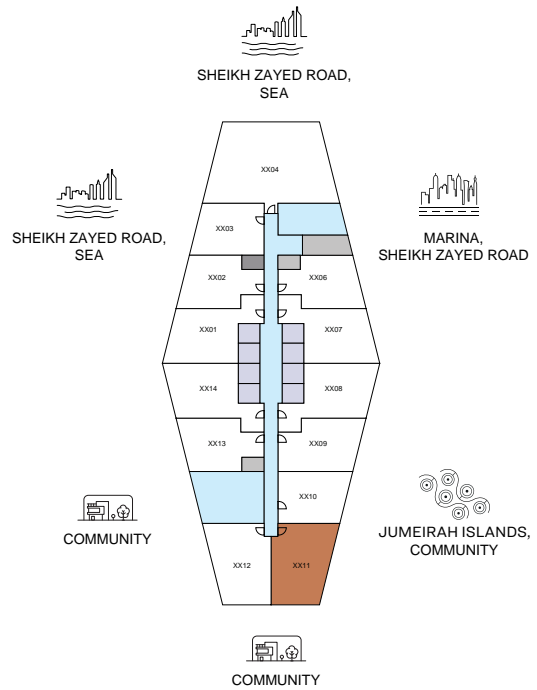 SHEIKH ZAYED ROAD,
SEA
XX04
SHEIKH ZAYED ROAD,
SEA
XX03
MARINA,
SHEIKH ZAYED ROAD
XX02
XX06
XX01
XX07
XX14
XX08
XX13
XX09
XX10
COMMUNITY
JUMEIRAH ISLANDS,
COMMUNITY
XX12
XX11
COMMUNITY